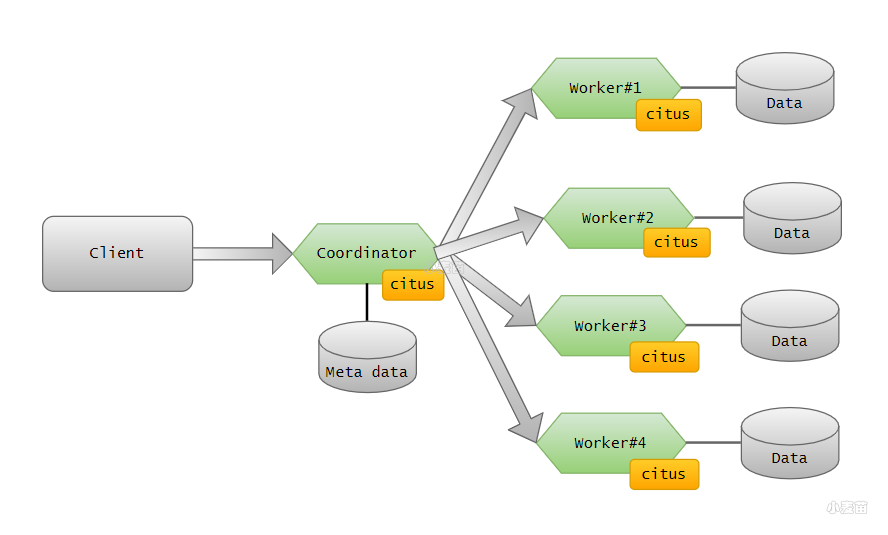 Worker#1
Data
citus
Worker#2
Data
citus
Client
Coordinator
citus
Worker#3
Data
citus
Meta data
Worker#4
Data
citus